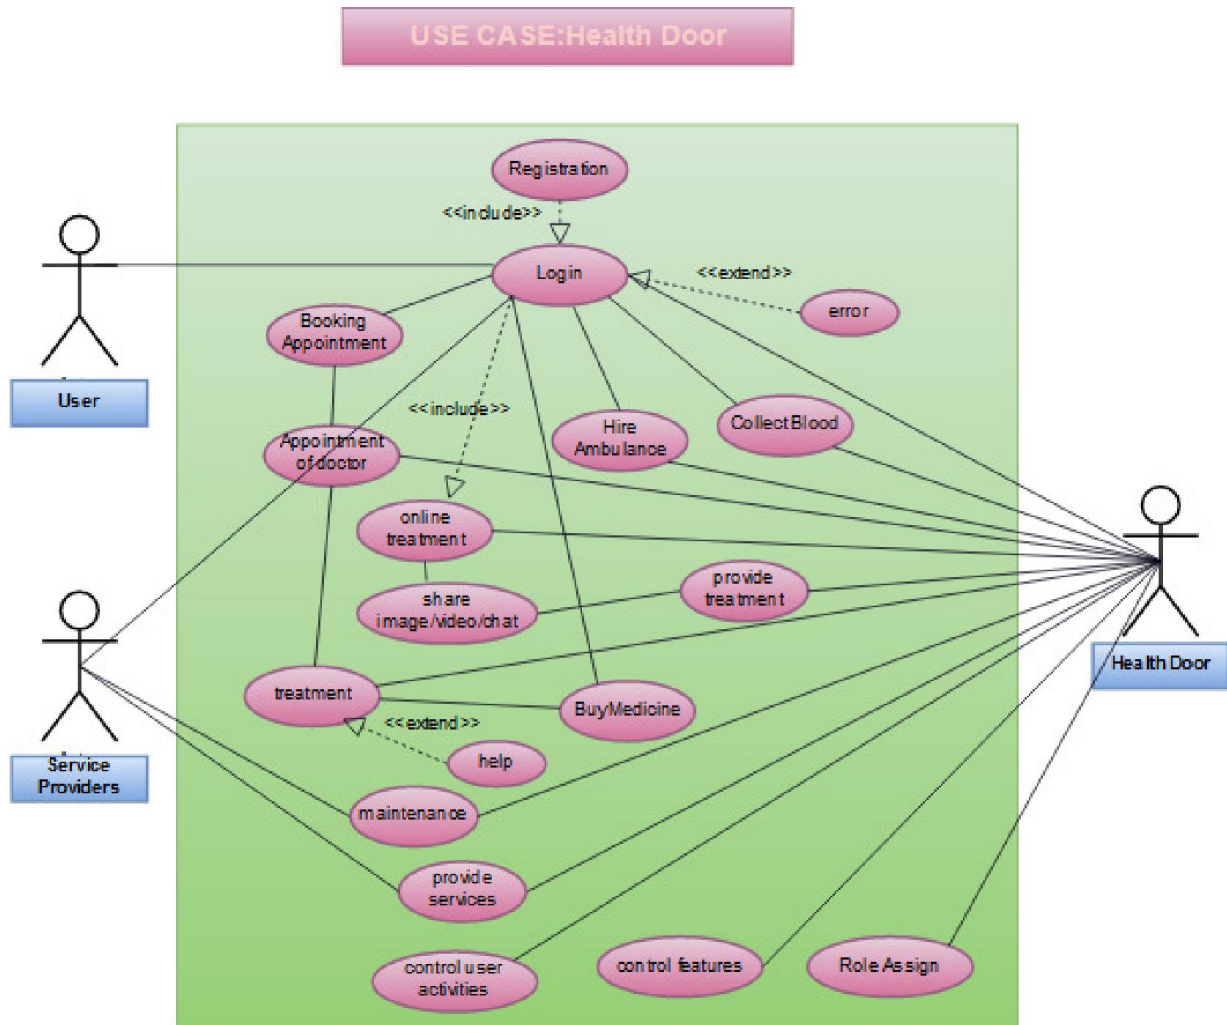 USE CASE:Health Door
Registration
<<include>>
Login
<<extend>>
error
Booking
Appointment
User
<<include>>
Hire
Ambulance
Collect Blood
Appointment
of doctor
online
treatment
provide
treatment
share
image/video/chat
Health Door
treatment
Buy Medicine
<<extend>>
help
Service
Providers
maintenance
provide
services
control user
activities
control features
Role Assign